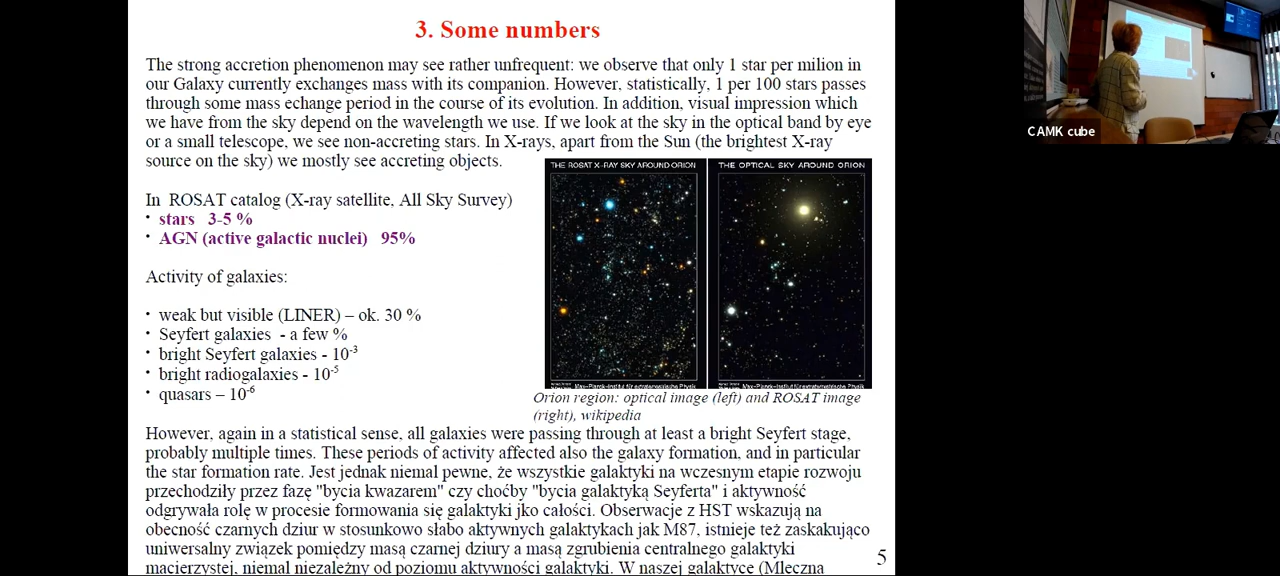 3. Some numbers
The strong accretion phenomenon may see rather unfrequent: we observe that only 1 star per milion in
our Galaxy currently exchanges mass with its companion. However, statistically, 1 per 100 stars passes
through some mass echange period in the course of its evolution. In addition, visual impression which
we have from the sky depend on the wavelength we use. If we look at the sky in the optical band by eye
or a small telescope, we see non-accreting stars. In X-rays, apart from the Sun (the brightest X-ray
source on the sky) we mostly see accreting objects.
In ROSAT catalog (X-ray satellite, All Sky Survey)
• stars 3-5 %
• AGN (active galactic nuclei) 95%
Activity of galaxies:
• weak but visible (LINER) – ok. 30 %
• Seyfert galaxies - a few %
• bright Seyfert galaxies - 10⁻³
• bright radiogalaxies - 10⁻⁵
• quasars – 10⁻⁶
THE ROSAT X-RAY SKY AROUND ORION
THE OPTICAL SKY AROUND ORION
Max-Planck-Institut für extraterrestrische Physik
Max-Planck-Institut für extraterrestrische Physik
Orion region: optical image (left) and ROSAT image
(right), wikipedia
However, again in a statistical sense, all galaxies were passing through at least a bright Seyfert stage,
probably multiple times. These periods of activity affected also the galaxy formation, and in particular
the star formation rate. Jest jednak niemal pewne, że wszystkie galaktyki na wczesnym etapie rozwoju
przechodziły przez fazę "bycia kwazarem" czy choćby "bycia galaktyką Seyferta" i aktywność
odgrywała rolę w procesie formowania się galaktyki jko całości. Obserwacje z HST wskazują na
obecność czarnych dziur w stosunkowo słabo aktywnych galaktykach jak M87, istnieje też zaskakująco
uniwersalny związek pomiędzy masą czarnej dziury a masą zgrubienia centralnego galaktyki
macierzystej, niemal niezależny od poziomu aktywności galaktyki. W naszej galaktyce (Mleczna
5
CAMK cube